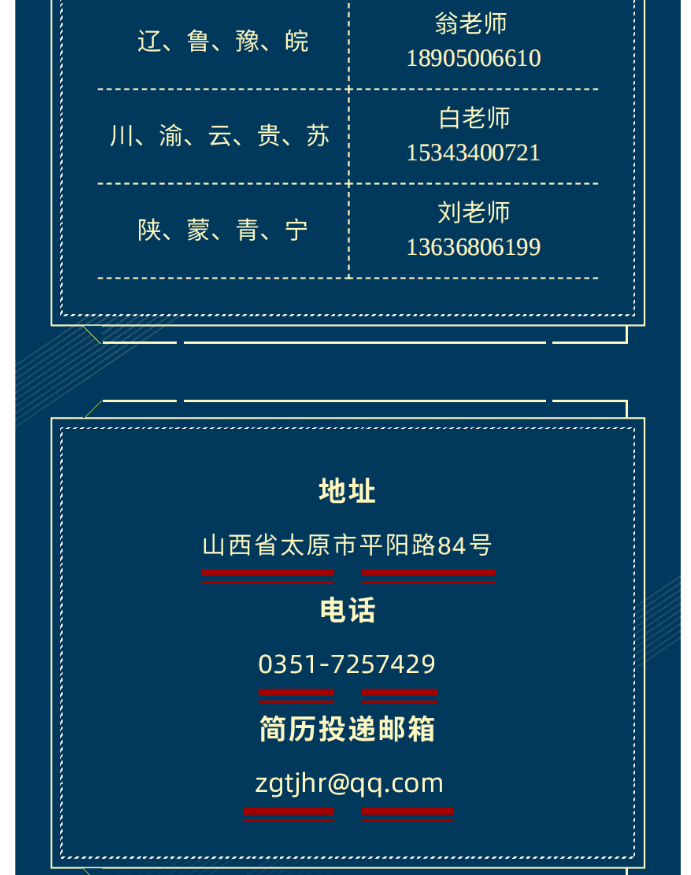 辽、鲁、豫、皖
翁老师
18905006610
川、渝、云、贵、苏
白老师
15343400721
陕、蒙、青、宁
刘老师
13636806199
地址
山西省太原市平阳路84号
电话
0351-7257429
简历投递邮箱
zgtjhr@qq.com